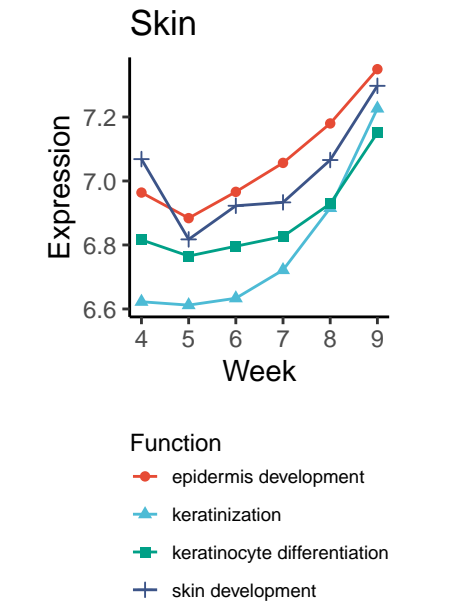 Skin
Expression
7.2
7.0
6.8
6.6
4 5 6 7 8 9
Week
Function
epidermis development
keratinization
keratinocyte differentiation
skin development